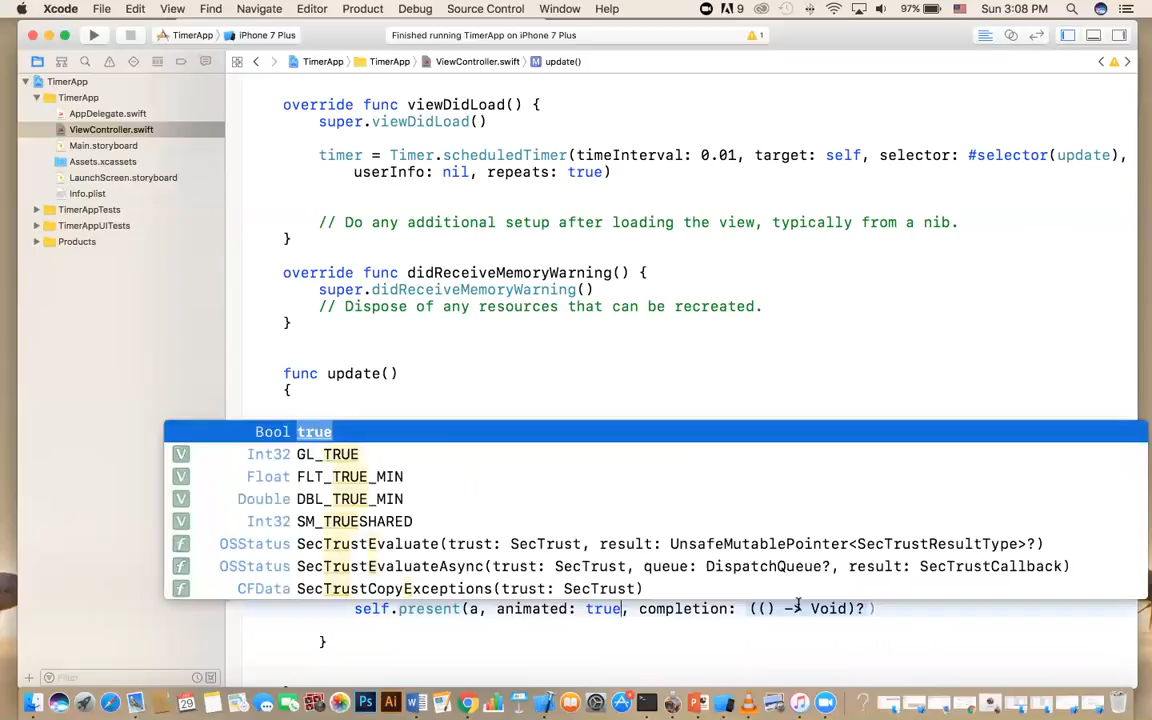 Xcode File Edit View Find Navigate Editor Product Debug Source Control Window Help 9 97% Sun 3:08 PM
TimerApp iPhone 7 Plus Finished running TimerApp on iPhone 7 Plus 1
TimerApp TimerApp ViewController.swift M update()
TimerApp
TimerApp
AppDelegate.swift
ViewController.swift
Main.storyboard
Assets.xcassets
LaunchScreen.storyboard
Info.plist
TimerAppTests
TimerAppUITests
Products
Filter
override func viewDidLoad() {
super.viewDidLoad()
timer = Timer.scheduledTimer(timeInterval: 0.01, target: self, selector: #selector(update),
userInfo: nil, repeats: true)
// Do any additional setup after loading the view, typically from a nib.
}
override func didReceiveMemoryWarning() {
super.didReceiveMemoryWarning()
// Dispose of any resources that can be recreated.
}
func update()
{
Bool true
V Int32 GL_TRUE
V Float FLT_TRUE_MIN
V Double DBL_TRUE_MIN
V Int32 SM_TRUESHARED
f OSStatus SecTrustEvaluate(trust: SecTrust, result: UnsafeMutablePointer<SecTrustResultType>?)
f OSStatus SecTrustEvaluateAsync(trust: SecTrust, queue: DispatchQueue?, result: SecTrustCallback)
f CFData SecTrustCopyExceptions(trust: SecTrust)
self.present(a, animated: true, completion: (() -> Void)?)
}
29
Ps
Ai